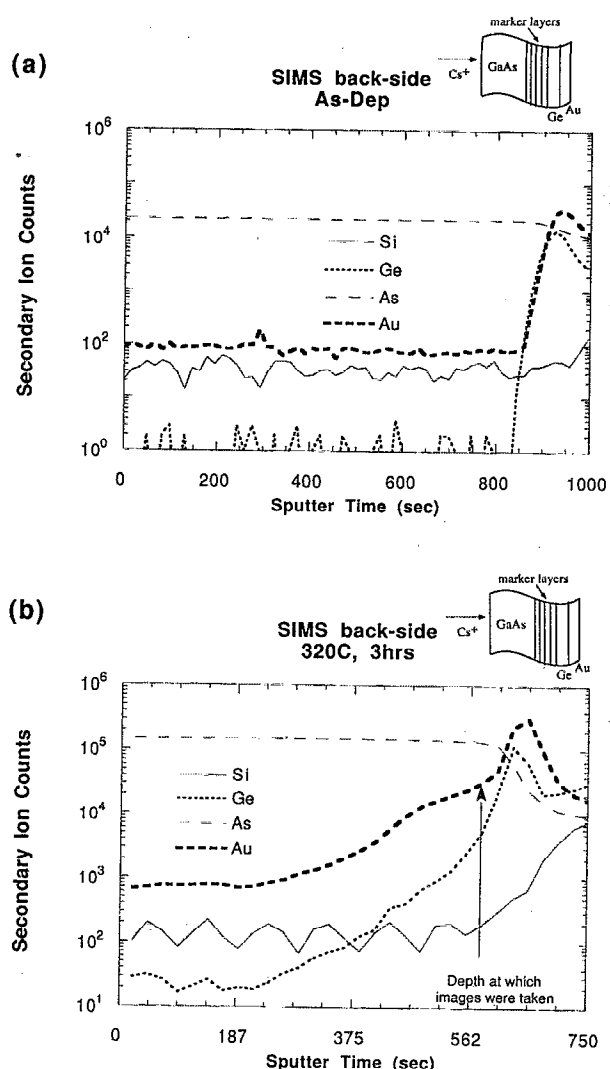 (a)
marker layers
GaAs
Cs+
Ge Au
SIMS back-side
As-Dep
10^6
10^4
10^2
10^0
Secondary Ion Counts
Si
Ge
As
Au
0 200 400 600 800 1000
Sputter Time (sec)
(b)
marker layers
GaAs
Cs+
Ge Au
SIMS back-side
320C, 3hrs
10^6
10^5
10^4
10^3
10^2
10^1
Secondary Ion Counts
Si
Ge
As
Au
Depth at which
images were taken
0 187 375 562 750
Sputter Time (sec)